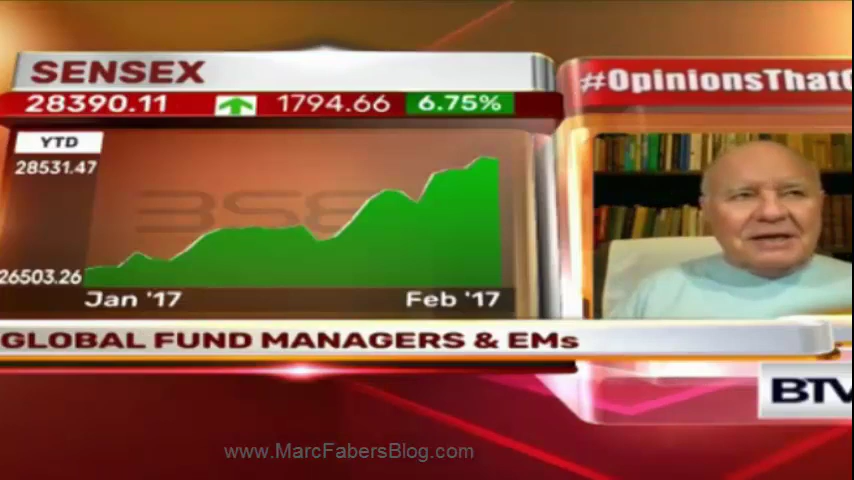 SENSEX
28390.11 1794.66 6.75%
#OpinionsThat
YTD
28531.47
BSE
26503.26
Jan '17 Feb '17
GLOBAL FUND MANAGERS & EMs
BTV
www.MarcFabersBlog.com